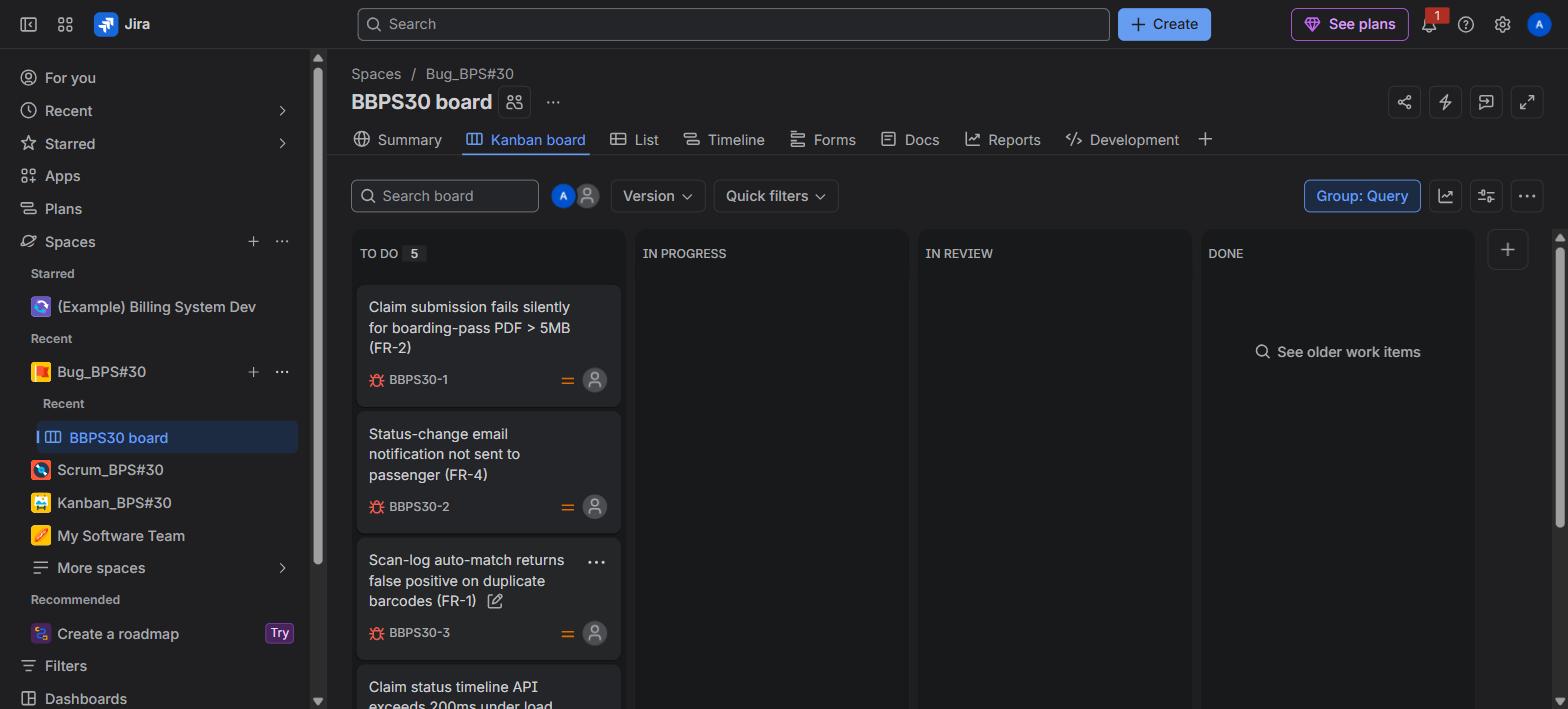 Jira
Search
+ Create
See plans
1
A
For you
Recent
Starred
Apps
Plans
Spaces
Starred
(Example) Billing System Dev
Recent
Bug_BPS#30
Recent
BBPS30 board
Scrum_BPS#30
Kanban_BPS#30
My Software Team
More spaces
Recommended
Create a roadmap
Try
Filters
Dashboards
Spaces / Bug_BPS#30
BBPS30 board
Summary
Kanban board
List
Timeline
Forms
Docs
Reports
Development
Search board
A
Version
Quick filters
Group: Query
TO DO 5
Claim submission fails silently
for boarding-pass PDF > 5MB
(FR-2)
BBPS30-1
Status-change email
notification not sent to
passenger (FR-4)
BBPS30-2
Scan-log auto-match returns
false positive on duplicate
barcodes (FR-1)
BBPS30-3
Claim status timeline API
exceeds 200ms under load
IN PROGRESS
IN REVIEW
DONE
See older work items